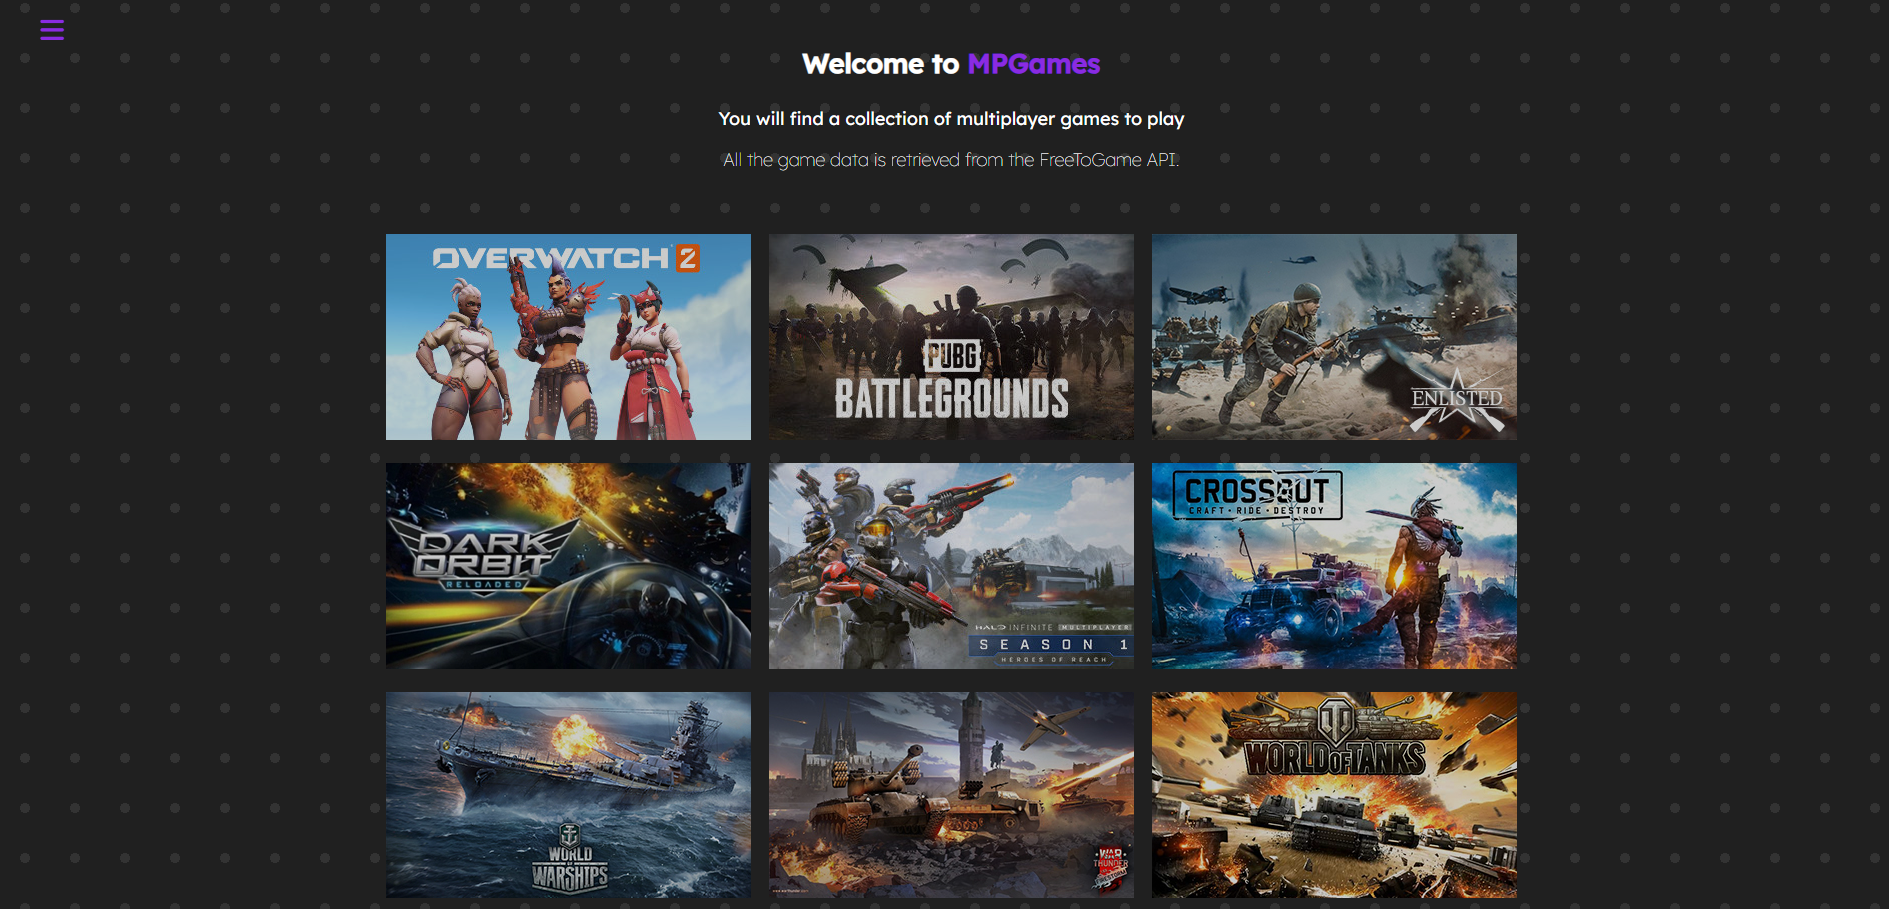 Welcome to MPGames
You will find a collection of multiplayer games to play
All the game data is retrieved from the FreeToGame API.
OVERWATCH 2
PUBG
BATTLEGROUNDS
ENLISTED
DARK
ORBIT
RELOADED
HALO INFINITE MULTIPLAYER
SEASON 1
HEROES OF REACH
CROSSOUT
CRAFT • RIDE • DESTROY
WORLD
OF
WARSHIPS
WAR
THUNDER
WORLD OF TANKS